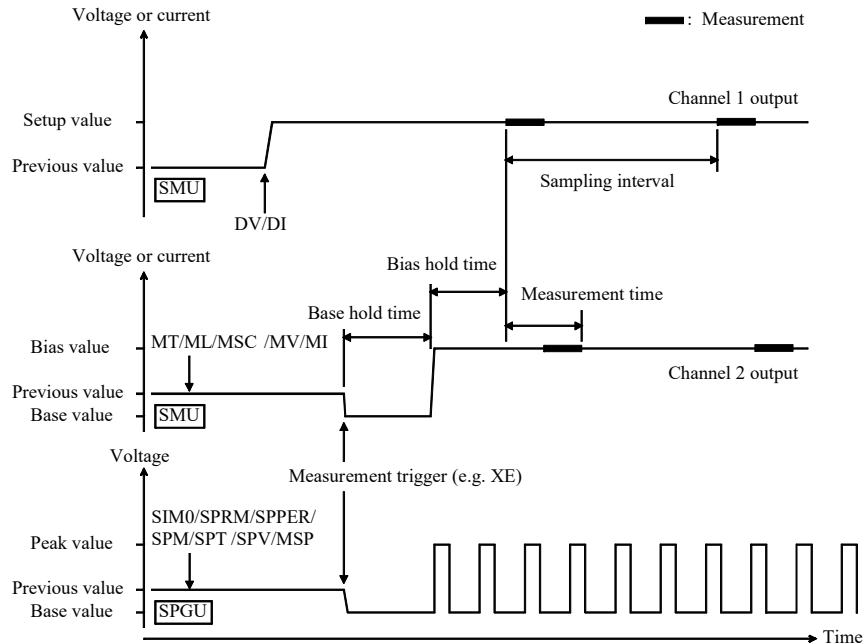 Voltage or current
: Measurement
Setup value
Channel 1 output
Previous value
SMU
Sampling interval
DV/DI
Voltage or current
Bias hold time
Base hold time
Measurement time
MT/ML/MSC /MV/MI
Bias value
Channel 2 output
Previous value
Base value
SMU
Voltage
Measurement trigger (e.g. XE)
SIM0/SPRM/SPPER/
SPM/SPT /SPV/MSP
Peak value
Previous value
Base value
SPGU
Time